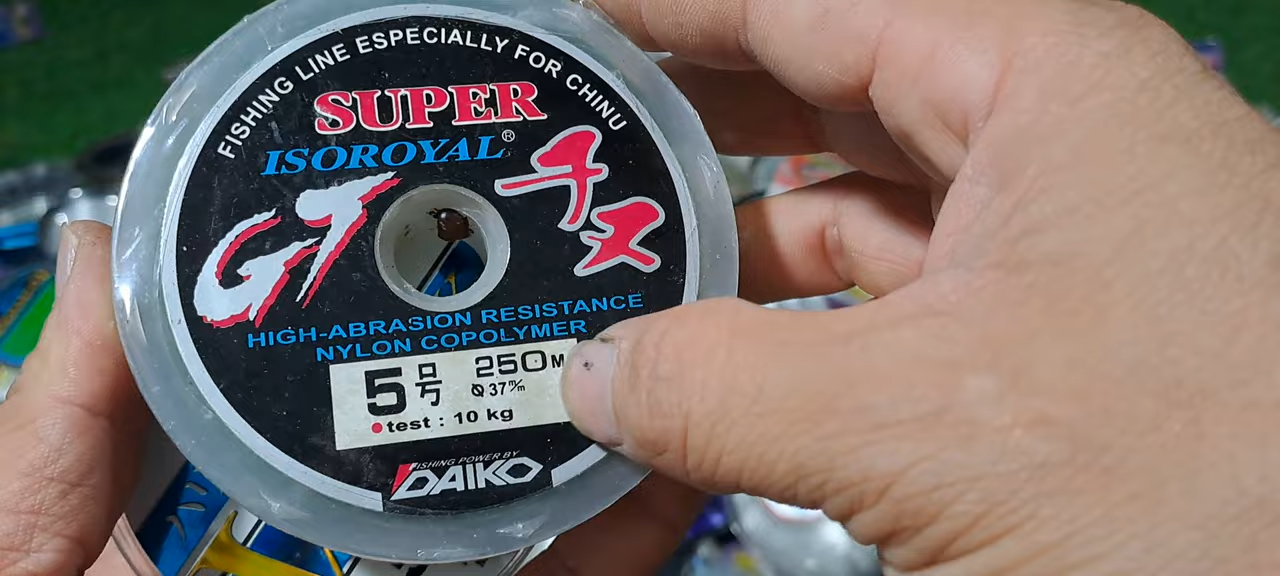 FISHING LINE ESPECIALLY FOR CHINU
SUPER
ISOROYAL®
チヌ
GT
HIGH-ABRASION RESISTANCE
NYLON COPOLYMER
5号 250M
Ø 37m/m
test : 10 kg
FISHING POWER BY
DAIKO